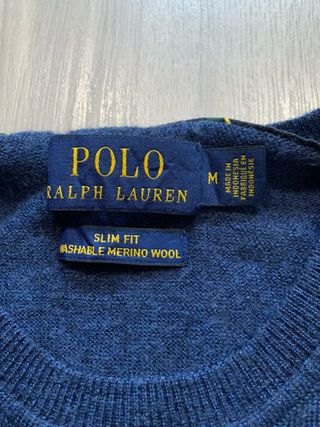 POLO
RALPH LAUREN
SLIM FIT
WASHABLE MERINO WOOL
M
MADE IN
INDONESIA
FABRIQUÉ EN
INDONÉSIE